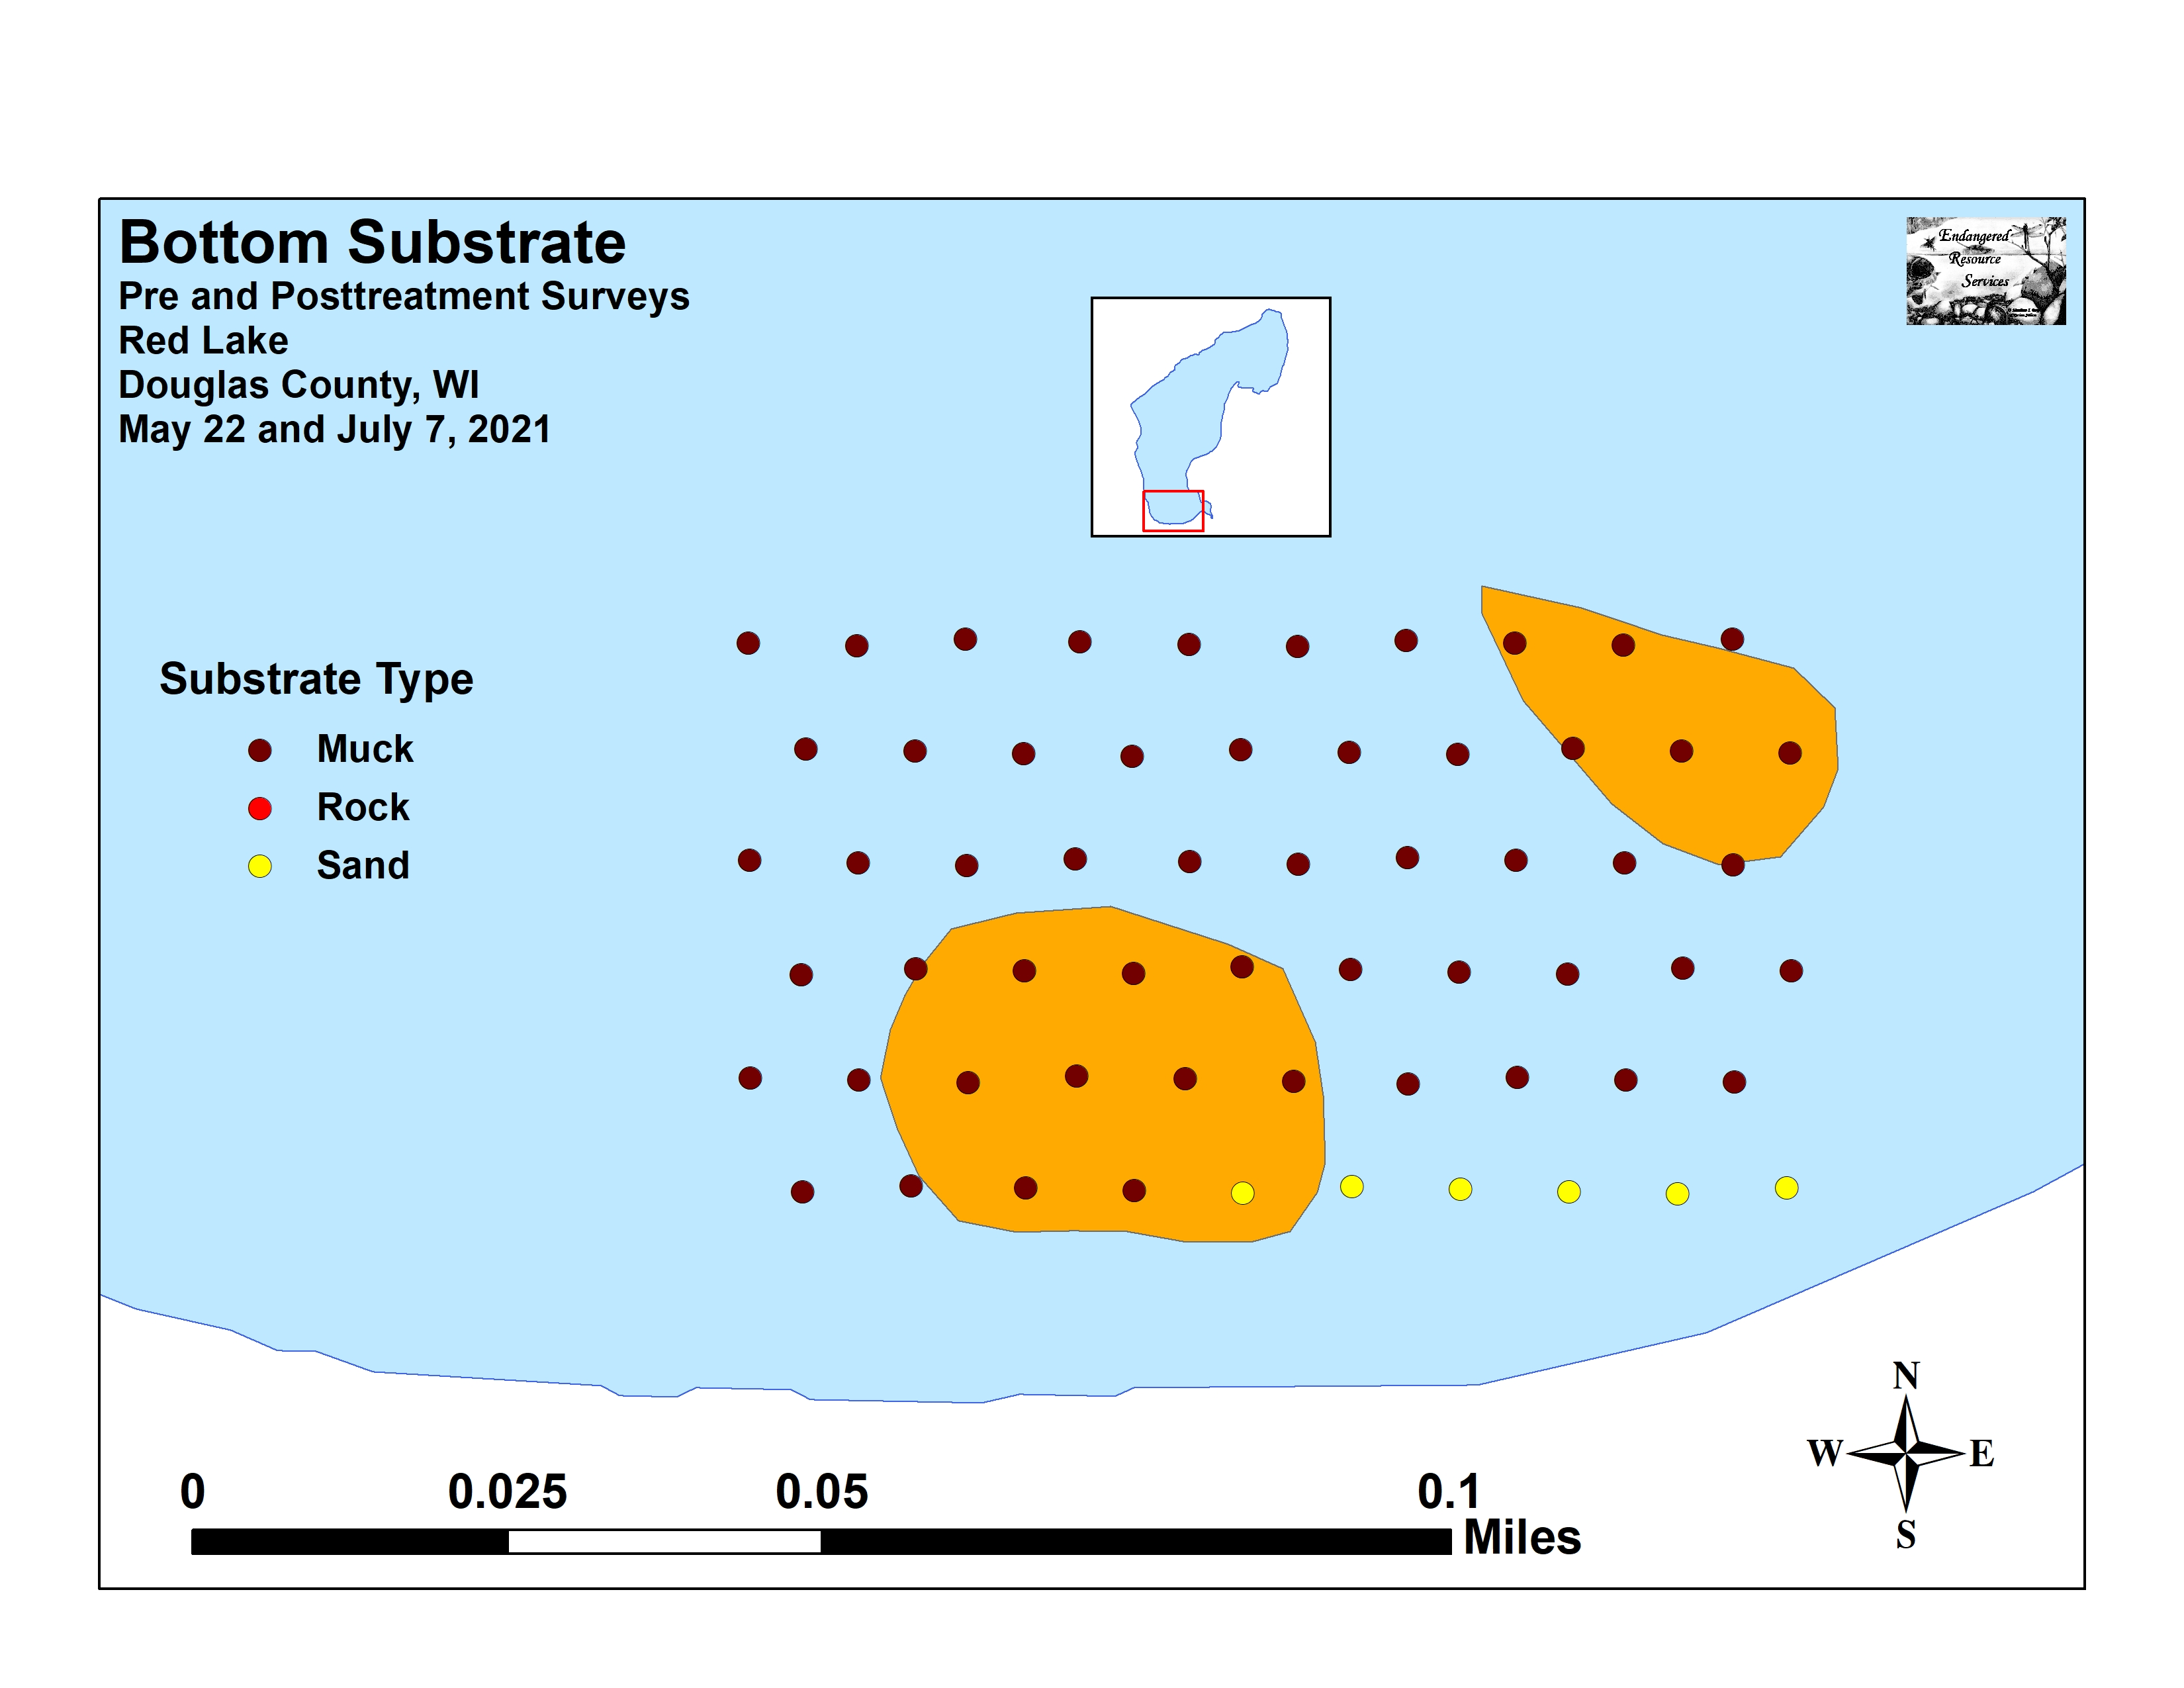 Bottom Substrate
Pre and Posttreatment Surveys
Red Lake
Douglas County, WI
May 22 and July 7, 2021
Endangered
Resource
Services
Substrate Type
Muck
Rock
Sand
N
W E
S
0 0.025 0.05 0.1
Miles